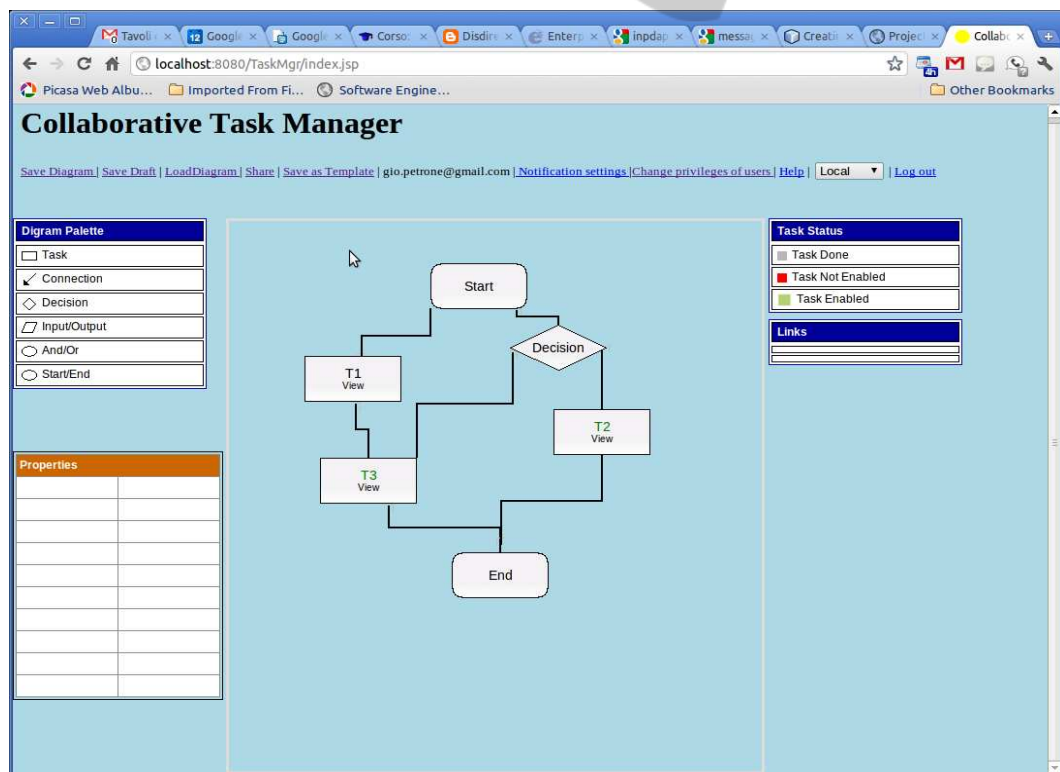 Tavoli
Google
Google
Corso:
Disdire
Enterp
inpdap
messag
Creatin
Project
Collabo
localhost:8080/TaskMgr/index.jsp
Picasa Web Albu... Imported From Fi... Software Engine... Other Bookmarks
Collaborative Task Manager
Save Diagram | Save Draft | LoadDiagram | Share | Save as Template | gio.petrone@gmail.com | Notification settings |Change privileges of users | Help | Local | Log out
Digram Palette
Task
Connection
Decision
Input/Output
And/Or
Start/End
Properties
Start
Decision
T1
View
T2
View
T3
View
End
Task Status
Task Done
Task Not Enabled
Task Enabled
Links